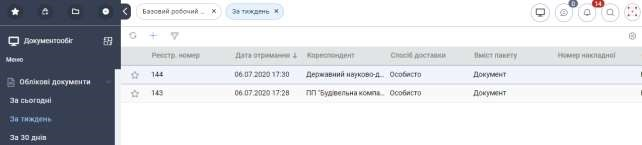 Базовий робочий ...
За тиждень
0
14
Документообіг
Меню
Облікові документи
За сьогодні
За тиждень
За 30 днів
Реєстр. номер Дата отримання ↓ Кореспондент Спосіб доставки Вміст пакету Номер накладної
144 06.07.2020 17:30 Державний науково-д... Особисто Документ
143 06.07.2020 17:28 ПП "Будівельна компа... Особисто Документ